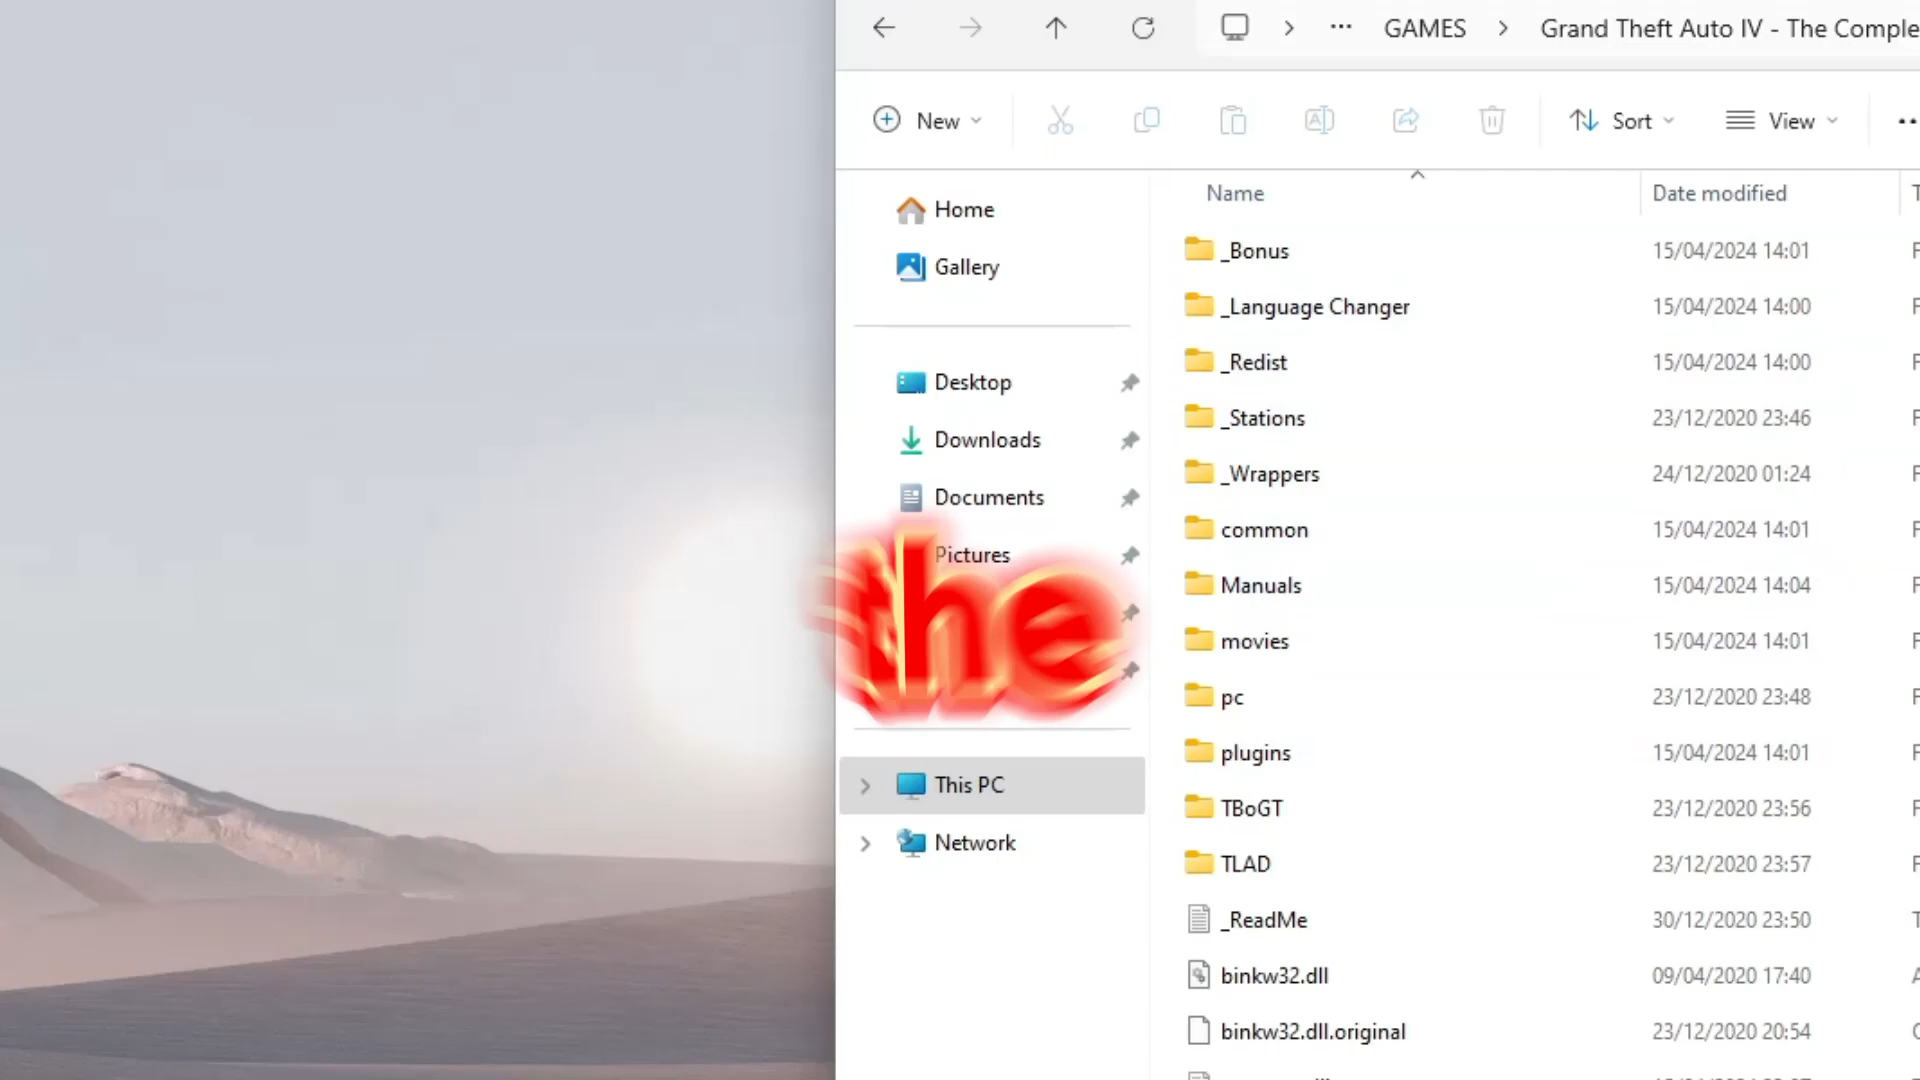 GAMES > Grand Theft Auto IV - The Comple
New
Sort
View
Name
Date modified
Home
Gallery
Desktop
Downloads
Documents
Pictures
the
This PC
Network
_Bonus 15/04/2024 14:01
_Language Changer 15/04/2024 14:00
_Redist 15/04/2024 14:00
_Stations 23/12/2020 23:46
_Wrappers 24/12/2020 01:24
common 15/04/2024 14:01
Manuals 15/04/2024 14:04
movies 15/04/2024 14:01
pc 23/12/2020 23:48
plugins 15/04/2024 14:01
TBoGT 23/12/2020 23:56
TLAD 23/12/2020 23:57
_ReadMe 30/12/2020 23:50
binkw32.dll 09/04/2020 17:40
binkw32.dll.original 23/12/2020 20:54